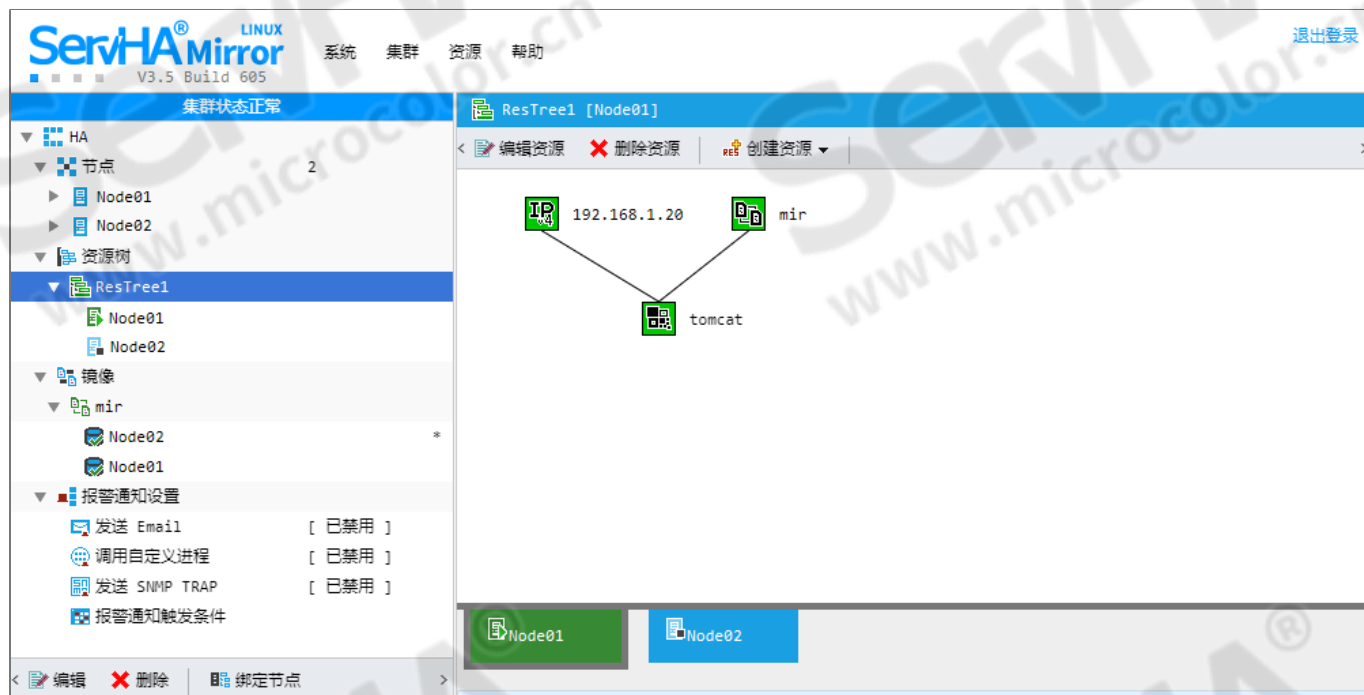 ServHA® Mirror LINUX
V3.5 Build 605
系统 集群 资源 帮助
退出登录
集群状态正常
HA
节点 2
Node01
Node02
资源树
ResTree1
Node01
Node02
镜像
mir
Node02 *
Node01
报警通知设置
发送 Email [ 已禁用 ]
调用自定义进程 [ 已禁用 ]
发送 SNMP TRAP [ 已禁用 ]
报警通知触发条件
< 编辑 删除 绑定节点 >
ResTree1 [Node01]
< 编辑资源 删除资源 RES 创建资源 >
IP v4 192.168.1.20 mir
tomcat
Node01 Node02
ServHA®
www.microcolor.cn